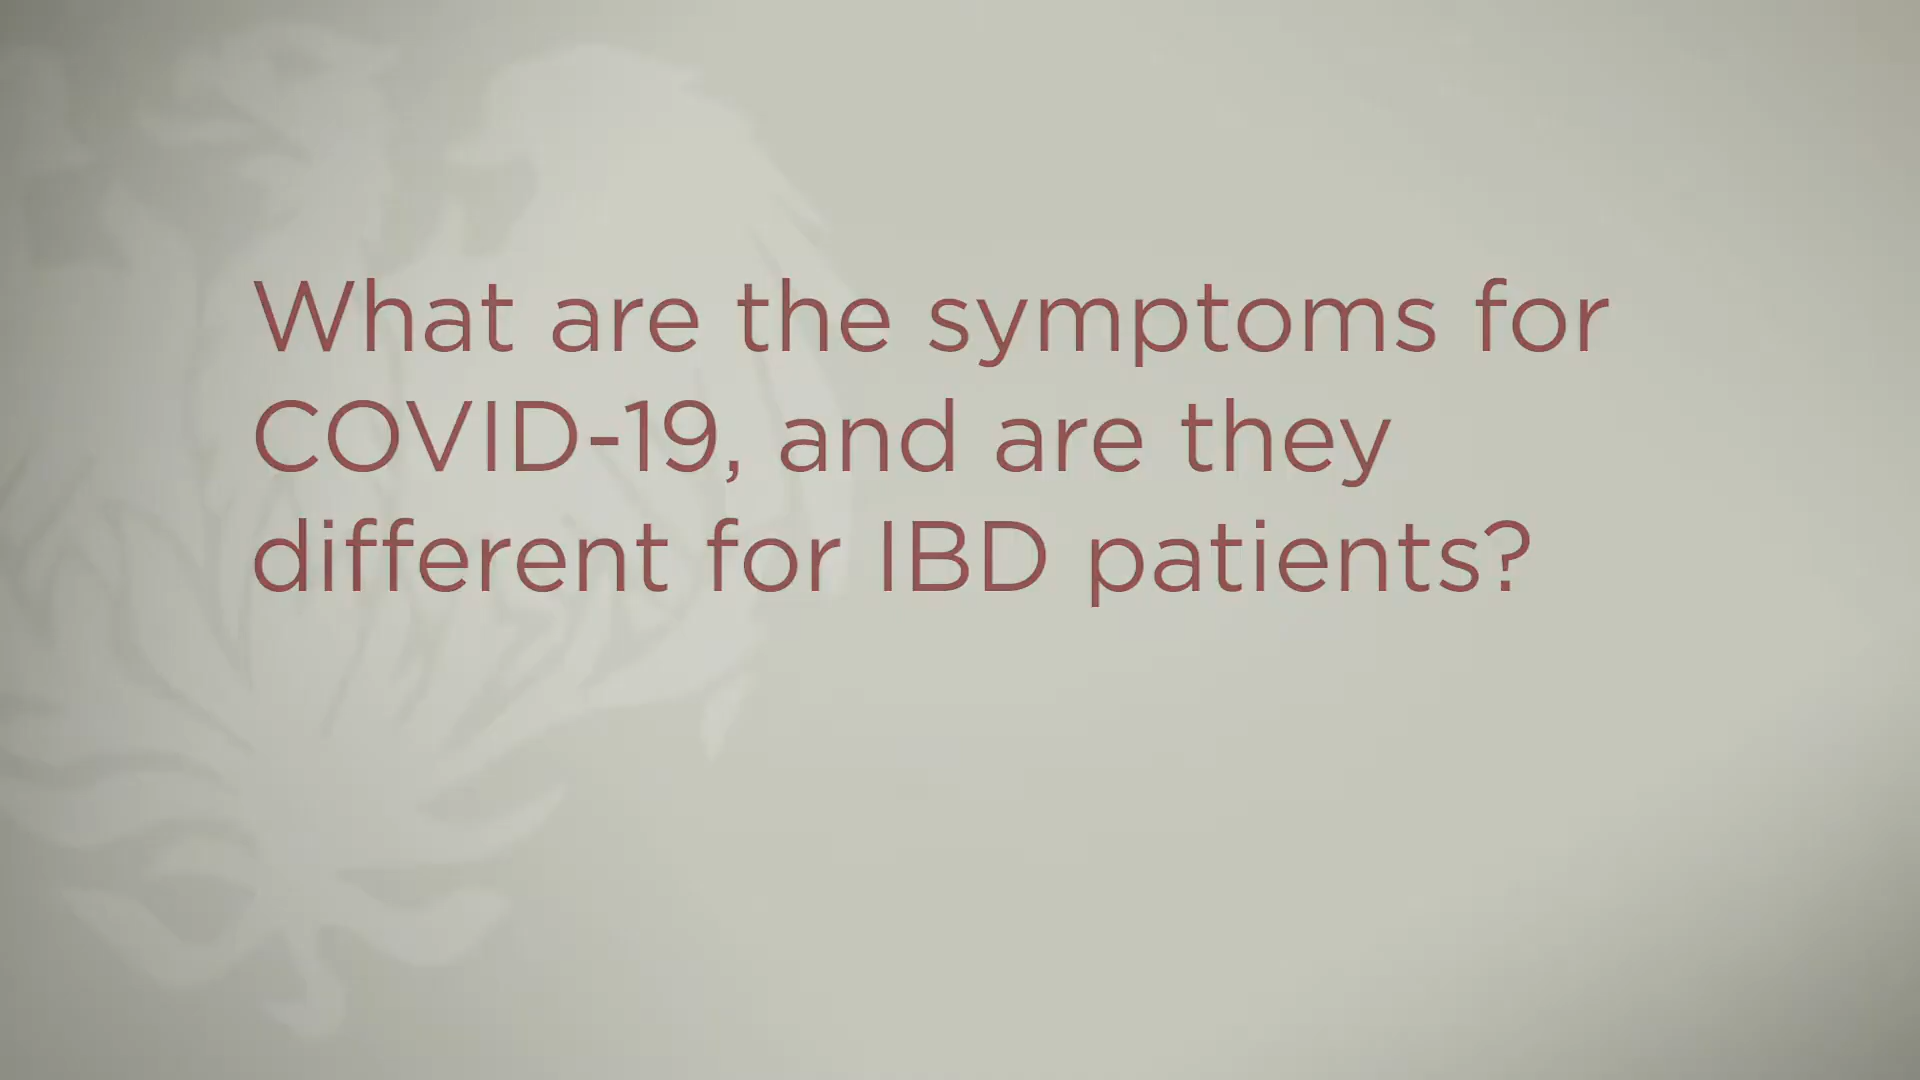 What are the symptoms for
COVID-19, and are they
different for IBD patients?